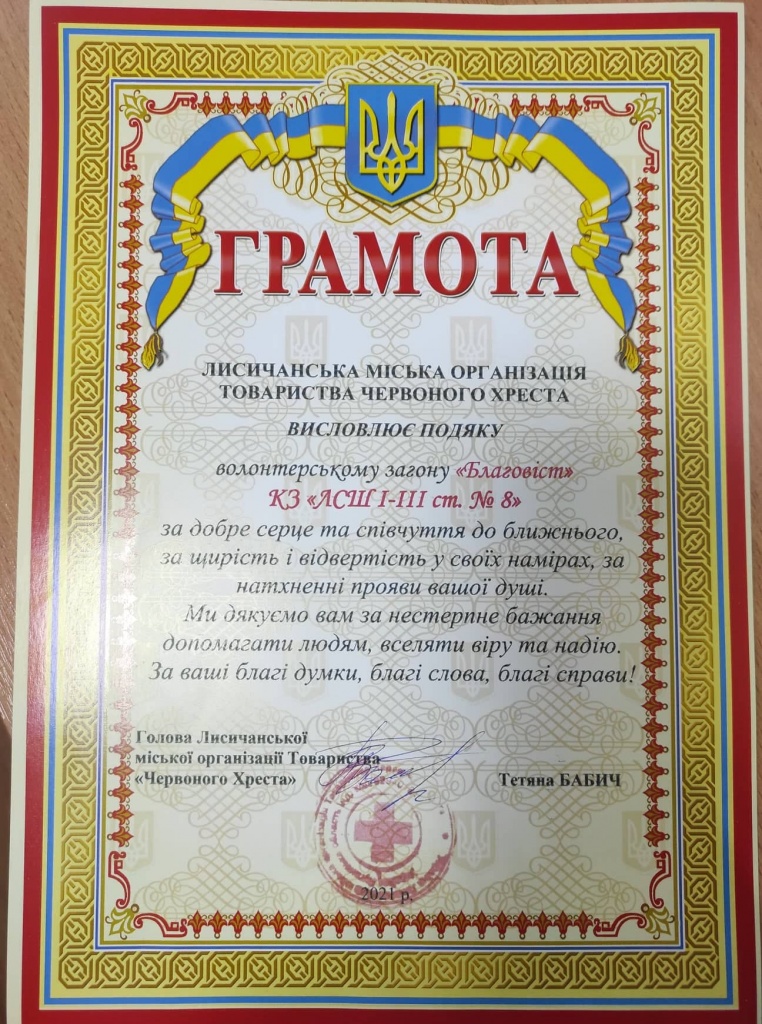 ГРАМОТА
ЛИСИЧАНСЬКА МІСЬКА ОРГАНІЗАЦІЯ
ТОВАРИСТВА ЧЕРВОНОГО ХРЕСТА
ВИСЛОВЛЮЄ ПОДЯКУ
волонтерському загону «Благовіст»
КЗ «ЛСШ І-ІІІ ст. № 8»
за добре серце та співчуття до ближнього,
за щирість і відвертість у своїх намірах, за
натхненні прояви вашої душі.
Ми дякуємо вам за нестерпне бажання
допомагати людям, вселяти віру та надію.
За ваші благі думки, благі слова, благі справи!
Голова Лисичанської
міської організації Товариства
«Червоного Хреста»
Тетяна БАБИЧ
2021 р.